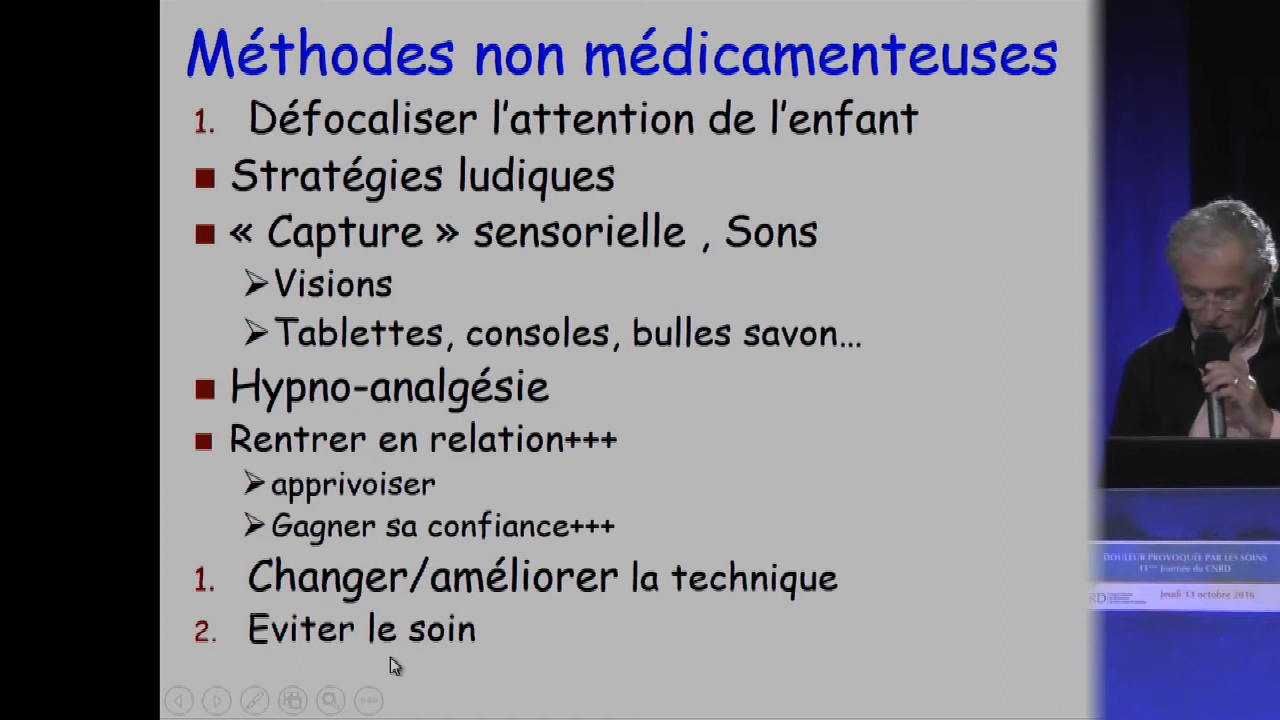 Méthodes non médicamenteuses
1. Défocaliser l'attention de l'enfant
Stratégies ludiques
« Capture » sensorielle , Sons
Visions
Tablettes, consoles, bulles savon...
Hypno-analgésie
Rentrer en relation+++
apprivoiser
Gagner sa confiance+++
1. Changer/améliorer la technique
2. Eviter le soin
DOULEUR PROVOQUÉE PAR LES SOINS
11ème Journée du CNRD
Jeudi 13 octobre 2016